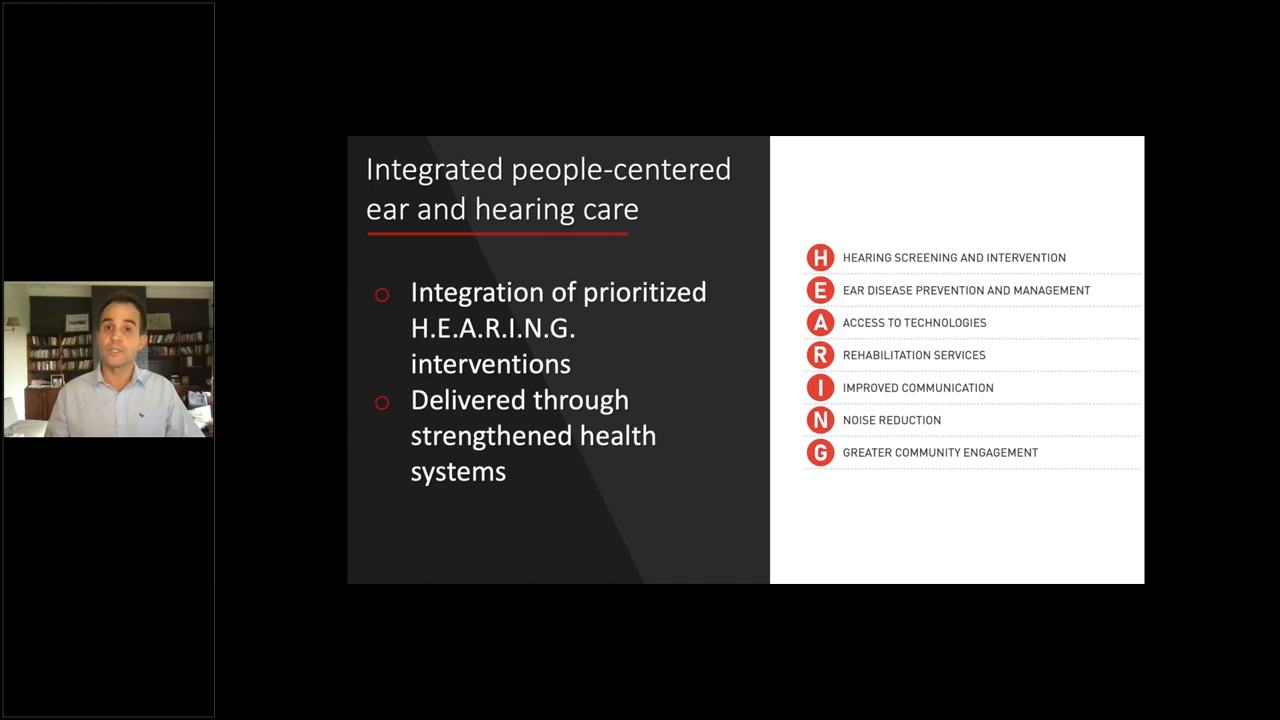 Integrated people-centered
ear and hearing care
Integration of prioritized
H.E.A.R.I.N.G.
interventions
Delivered through
strengthened health
systems
H HEARING SCREENING AND INTERVENTION
E EAR DISEASE PREVENTION AND MANAGEMENT
A ACCESS TO TECHNOLOGIES
R REHABILITATION SERVICES
I IMPROVED COMMUNICATION
N NOISE REDUCTION
G GREATER COMMUNITY ENGAGEMENT